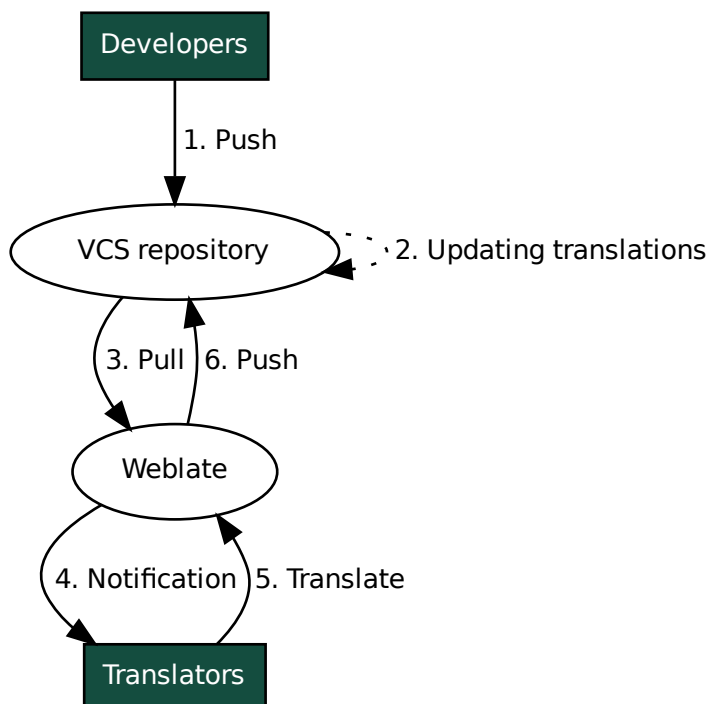 Developers
1. Push
VCS repository
2. Updating translations
3. Pull
6. Push
Weblate
4. Notification
5. Translate
Translators